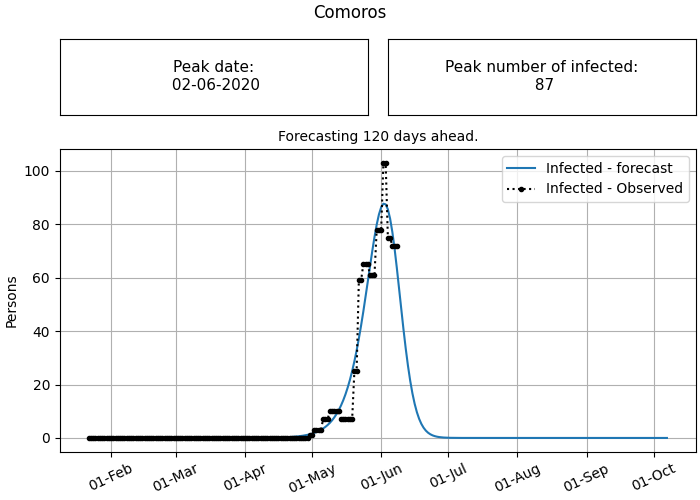 Comoros
Peak date:
02-06-2020
Peak number of infected:
87
Forecasting 120 days ahead.
Infected - forecast
Infected - Observed
Persons
100
80
60
40
20
0
01-Feb
01-Mar
01-Apr
01-May
01-Jun
01-Jul
01-Aug
01-Sep
01-Oct